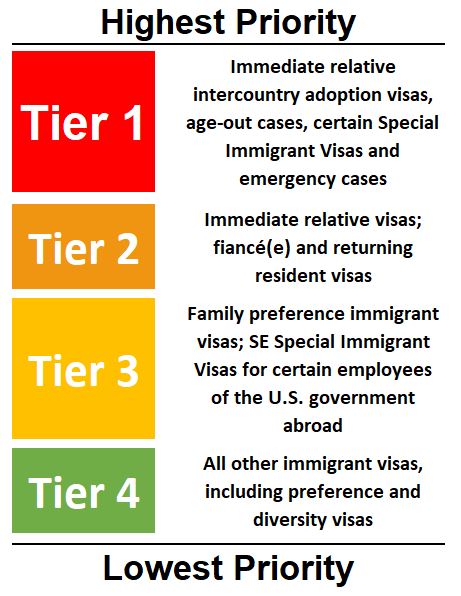 Highest Priority
Tier 1
Immediate relative
intercountry adoption visas,
age-out cases, certain Special
Immigrant Visas and
emergency cases
Tier 2
Immediate relative visas;
fiancé(e) and returning
resident visas
Tier 3
Family preference immigrant
visas; SE Special Immigrant
Visas for certain employees
of the U.S. government
abroad
Tier 4
All other immigrant visas,
including preference and
diversity visas
Lowest Priority